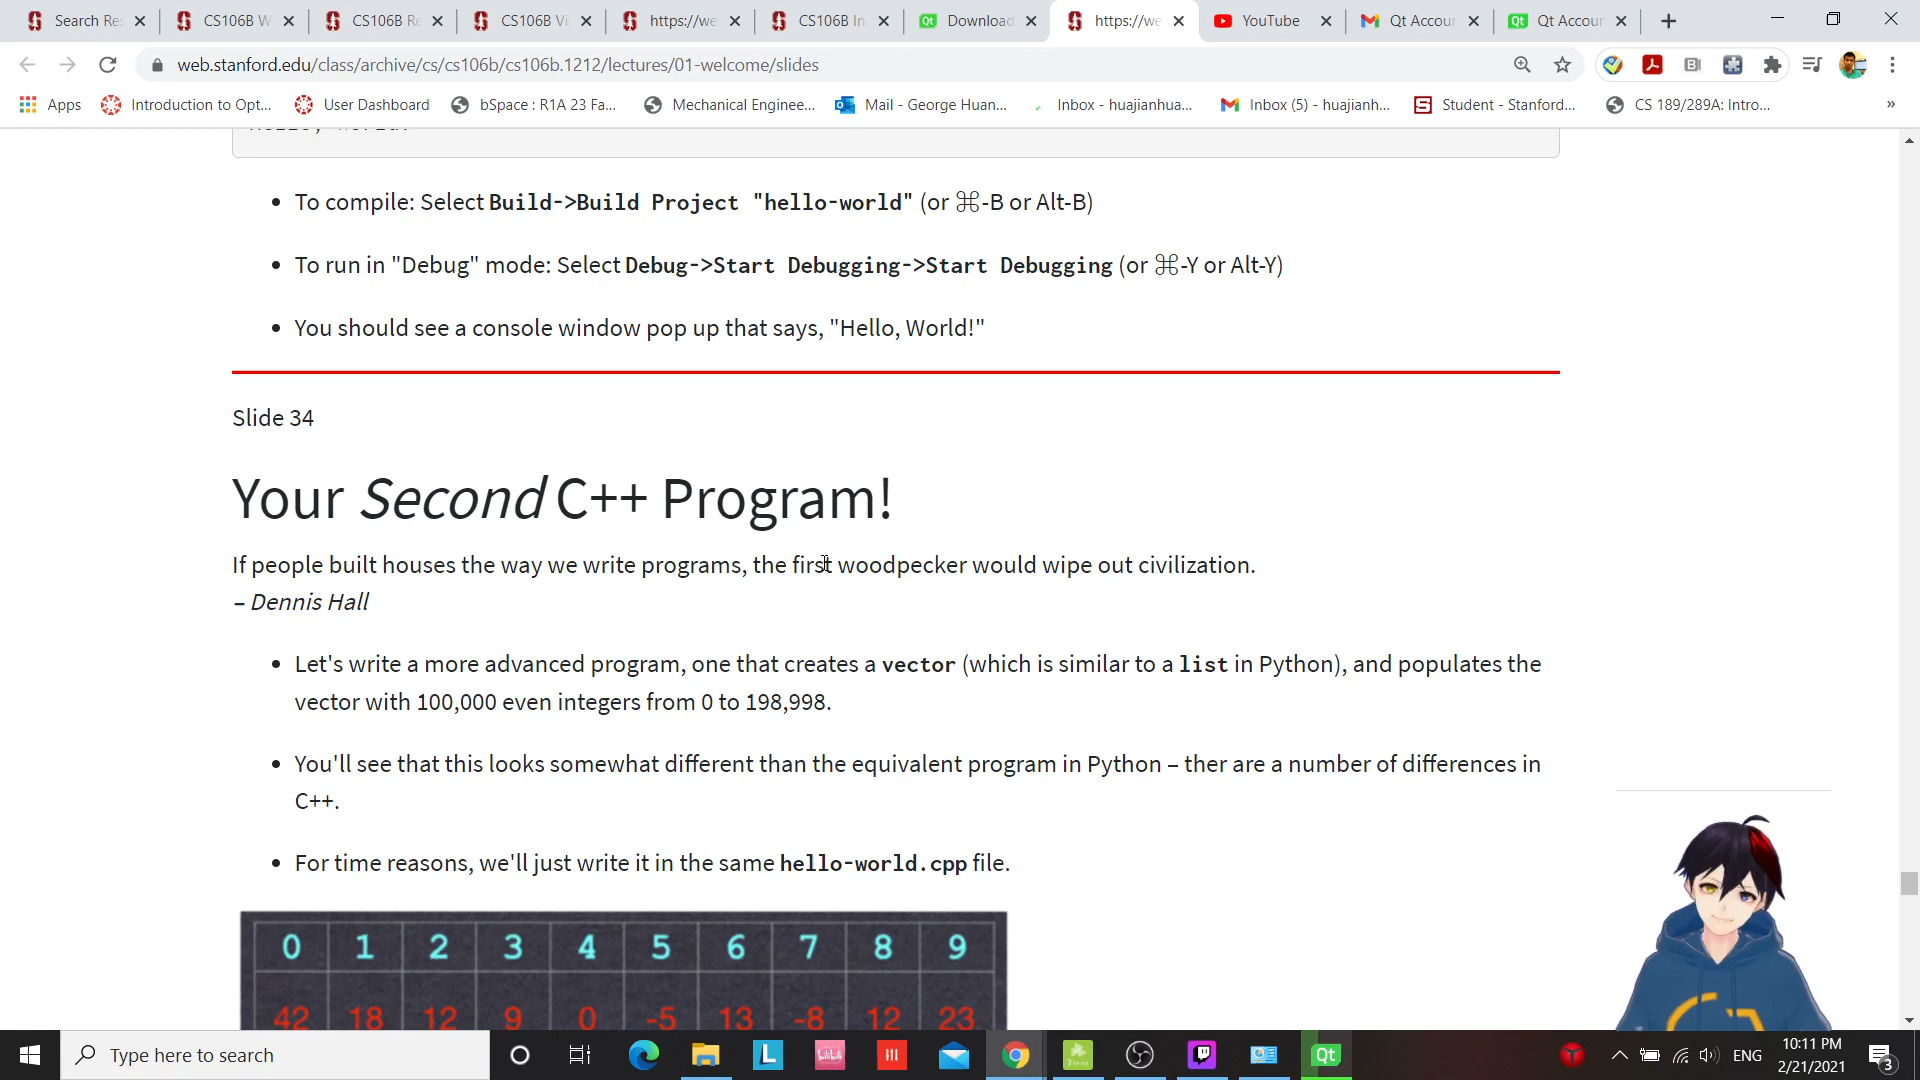 Search Res
CS106B W
CS106B Re
CS106B Vi
https://we
CS106B In
Download
https://we
YouTube
Qt Accour
Qt Accour
web.stanford.edu/class/archive/cs/cs106b/cs106b.1212/lectures/01-welcome/slides
Apps
Introduction to Opt...
User Dashboard
bSpace : R1A 23 Fa...
Mechanical Enginee...
Mail - George Huan...
Inbox - huajianhua...
Inbox (5) - huajianh...
Student - Stanford...
CS 189/289A: Intro...
»
• To compile: Select Build->Build Project "hello-world" (or ⌘-B or Alt-B)
• To run in "Debug" mode: Select Debug->Start Debugging->Start Debugging (or ⌘-Y or Alt-Y)
• You should see a console window pop up that says, "Hello, World!"
Slide 34
Your Second C++ Program!
If people built houses the way we write programs, the first woodpecker would wipe out civilization.
– Dennis Hall
• Let's write a more advanced program, one that creates a vector (which is similar to a list in Python), and populates the
vector with 100,000 even integers from 0 to 198,998.
• You'll see that this looks somewhat different than the equivalent program in Python – ther are a number of differences in
C++.
• For time reasons, we'll just write it in the same hello-world.cpp file.
0 1 2 3 4 5 6 7 8 9
42 18 12 9 0 -5 13 -8 12 23
Type here to search
ENG
10:11 PM
2/21/2021
3